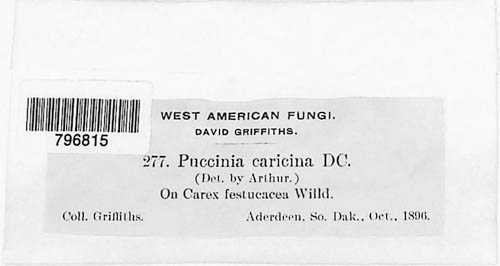 WEST AMERICAN FUNGI.
DAVID GRIFFITHS.
796815
277. Puccinia caricina DC.
(Det. by Arthur.)
On Carex festucacea Willd.
Coll. Griffiths. Aderdeen, So. Dak., Oct., 1896.